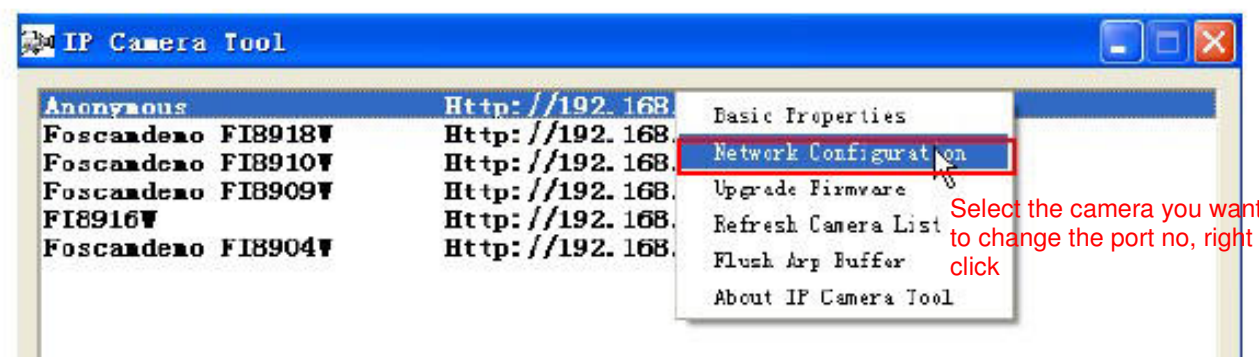 IP Camera Tool
Anonymous Http://192.168.
Foscamdemo FI8918W Http://192.168.
Foscamdemo FI8910W Http://192.168.
Foscamdemo FI8909W Http://192.168.
FI8916W Http://192.168.
Foscamdemo FI8904W Http://192.168.
Basic Properties
Network Configuration
Upgrade Firmware
Refresh Camera List
Flush Arp Buffer
About IP Camera Tool
Select the camera you want
to change the port no, right
click